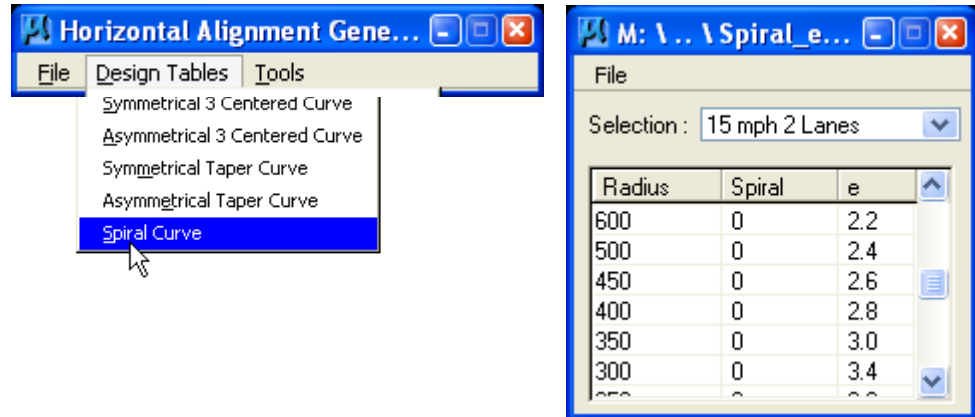 Horizontal Alignment Gene...
File Design Tables Tools
Symmetrical 3 Centered Curve
Asymmetrical 3 Centered Curve
Symmetrical Taper Curve
Asymmetrical Taper Curve
Spiral Curve
M: \ .. \ Spiral_e...
File
Selection : 15 mph 2 Lanes
Radius Spiral e
600 0 2.2
500 0 2.4
450 0 2.6
400 0 2.8
350 0 3.0
300 0 3.4